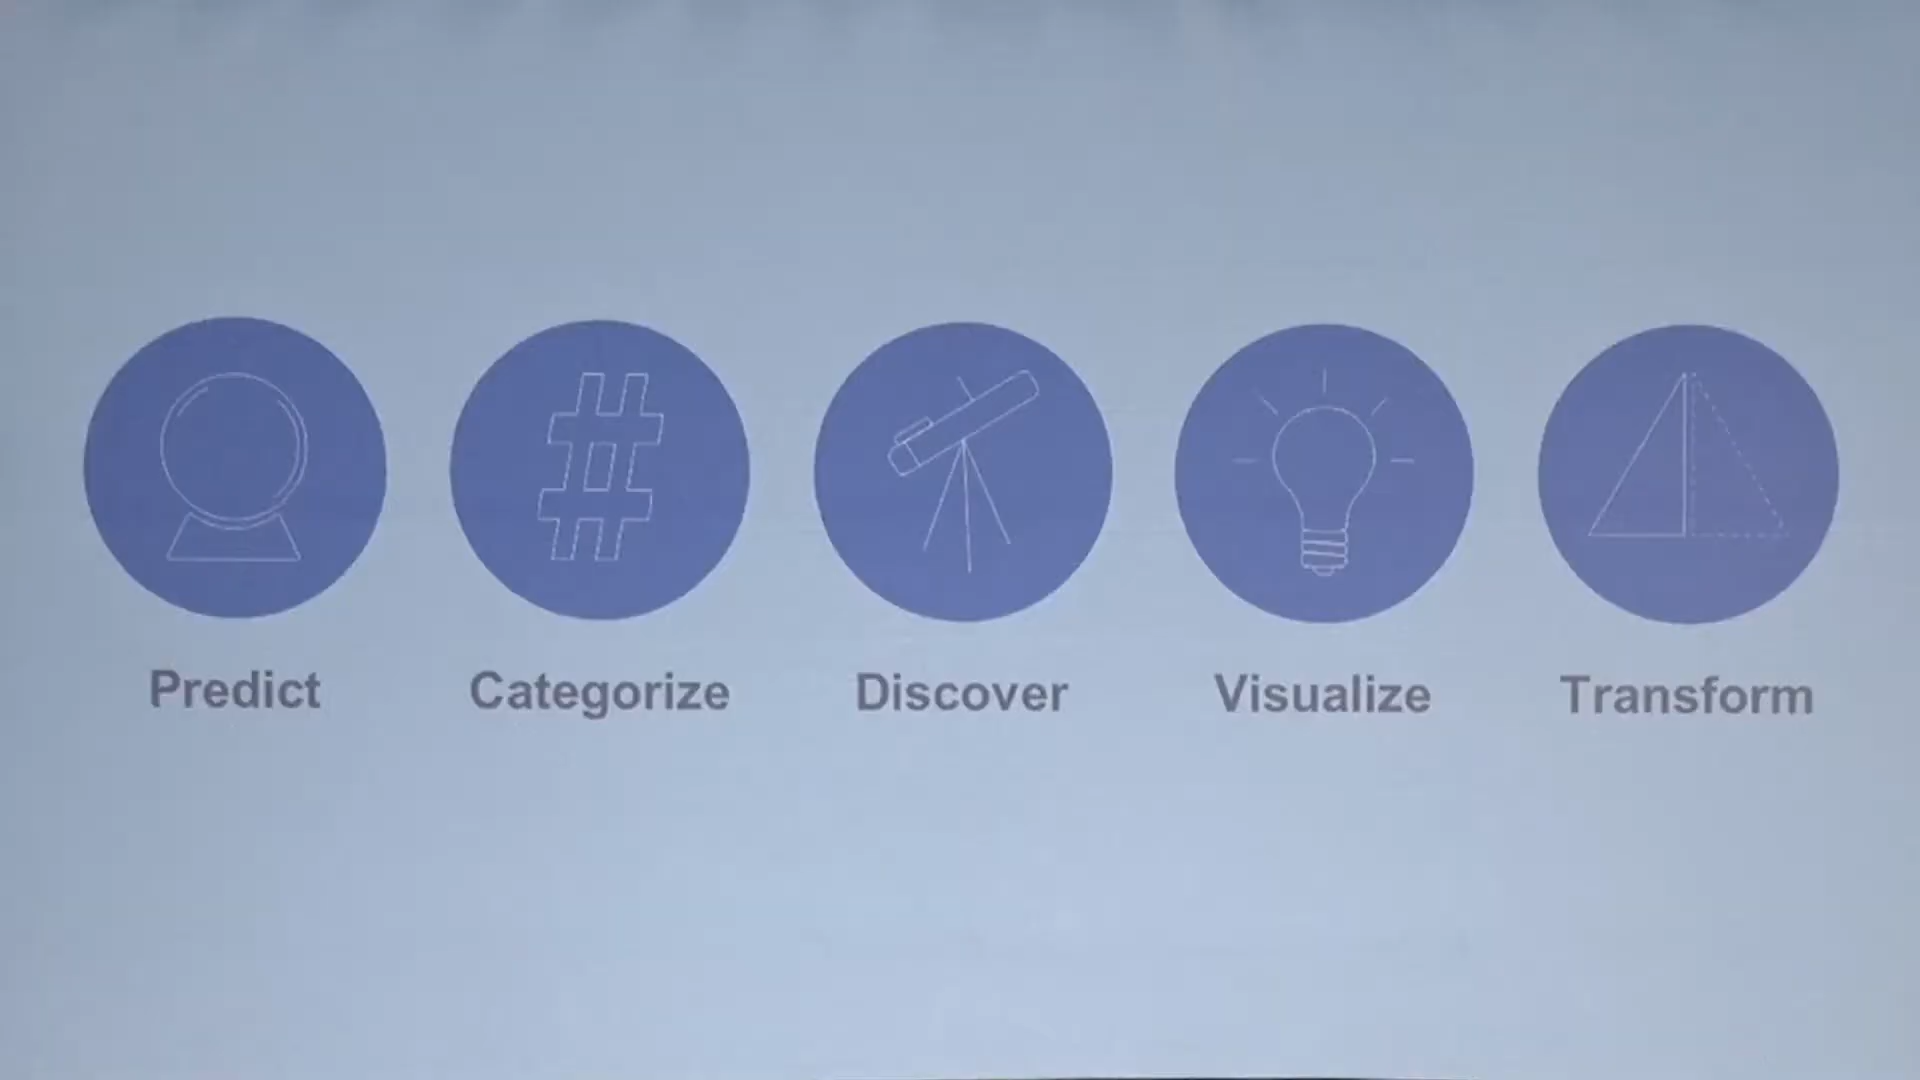 Predict
Categorize
Discover
Visualize
Transform